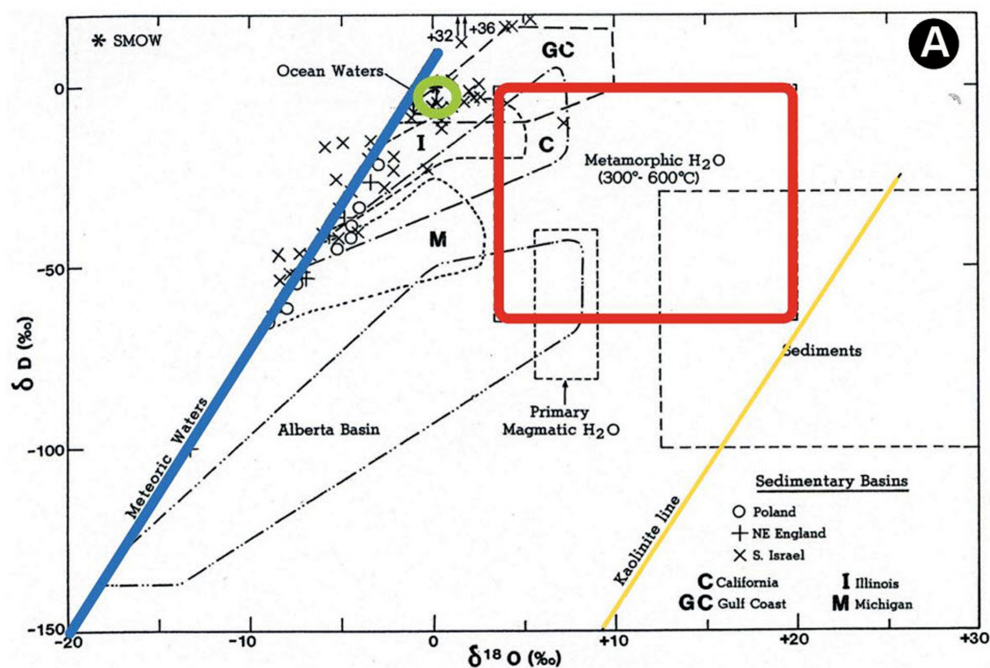 A
* SMOW
+32
+36
GC
Ocean Waters
I
C
Metamorphic H₂O
(300°- 600°C)
M
Sediments
Primary
Magmatic H₂O
Alberta Basin
Meteoric Waters
Kaolinite line
Sedimentary Basins
O Poland
+ NE England
× S. Israel
C California
I Illinois
GC Gulf Coast
M Michigan
0
-50
-100
-150
δ D (‰)
-20
-10
0
+10
+20
+30
δ¹⁸O (‰)